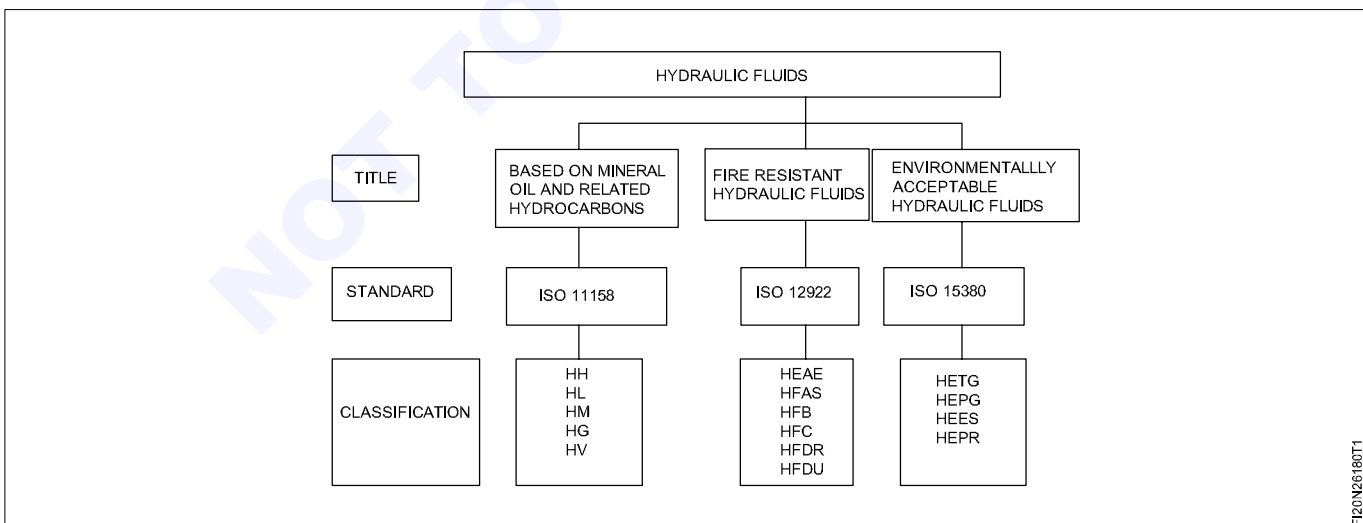 NOT TO
HYDRAULIC FLUIDS
TITLE
BASED ON MINERAL
OIL AND RELATED
HYDROCARBONS
FIRE RESISTANT
HYDRAULIC FLUIDS
ENVIRONMENTALLLY
ACCEPTABLE
HYDRAULIC FLUIDS
STANDARD
ISO 11158
ISO 12922
ISO 15380
CLASSIFICATION
HH
HL
HM
HG
HV
HEAE
HFAS
HFB
HFC
HFDR
HFDU
HETG
HEPG
HEES
HEPR
FI20N26180T1